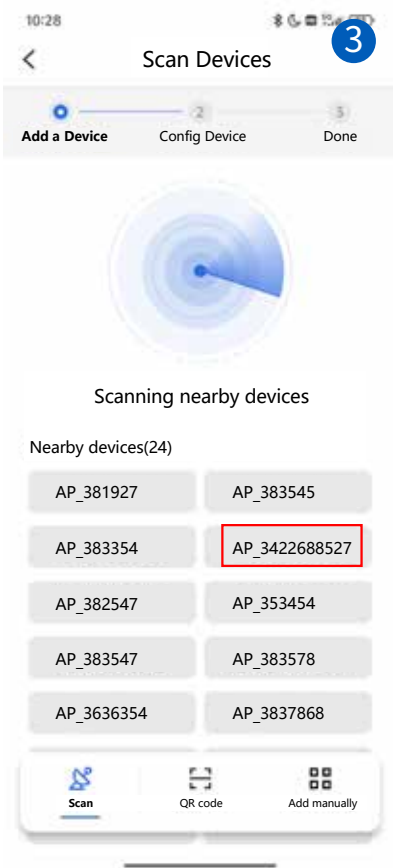 10:28
3
Scan Devices
2 3
Add a Device Config Device Done
Scanning nearby devices
Nearby devices(24)
AP_381927 AP_383545
AP_383354 AP_3422688527
AP_382547 AP_353454
AP_383547 AP_383578
AP_3636354 AP_3837868
Scan QR code Add manually